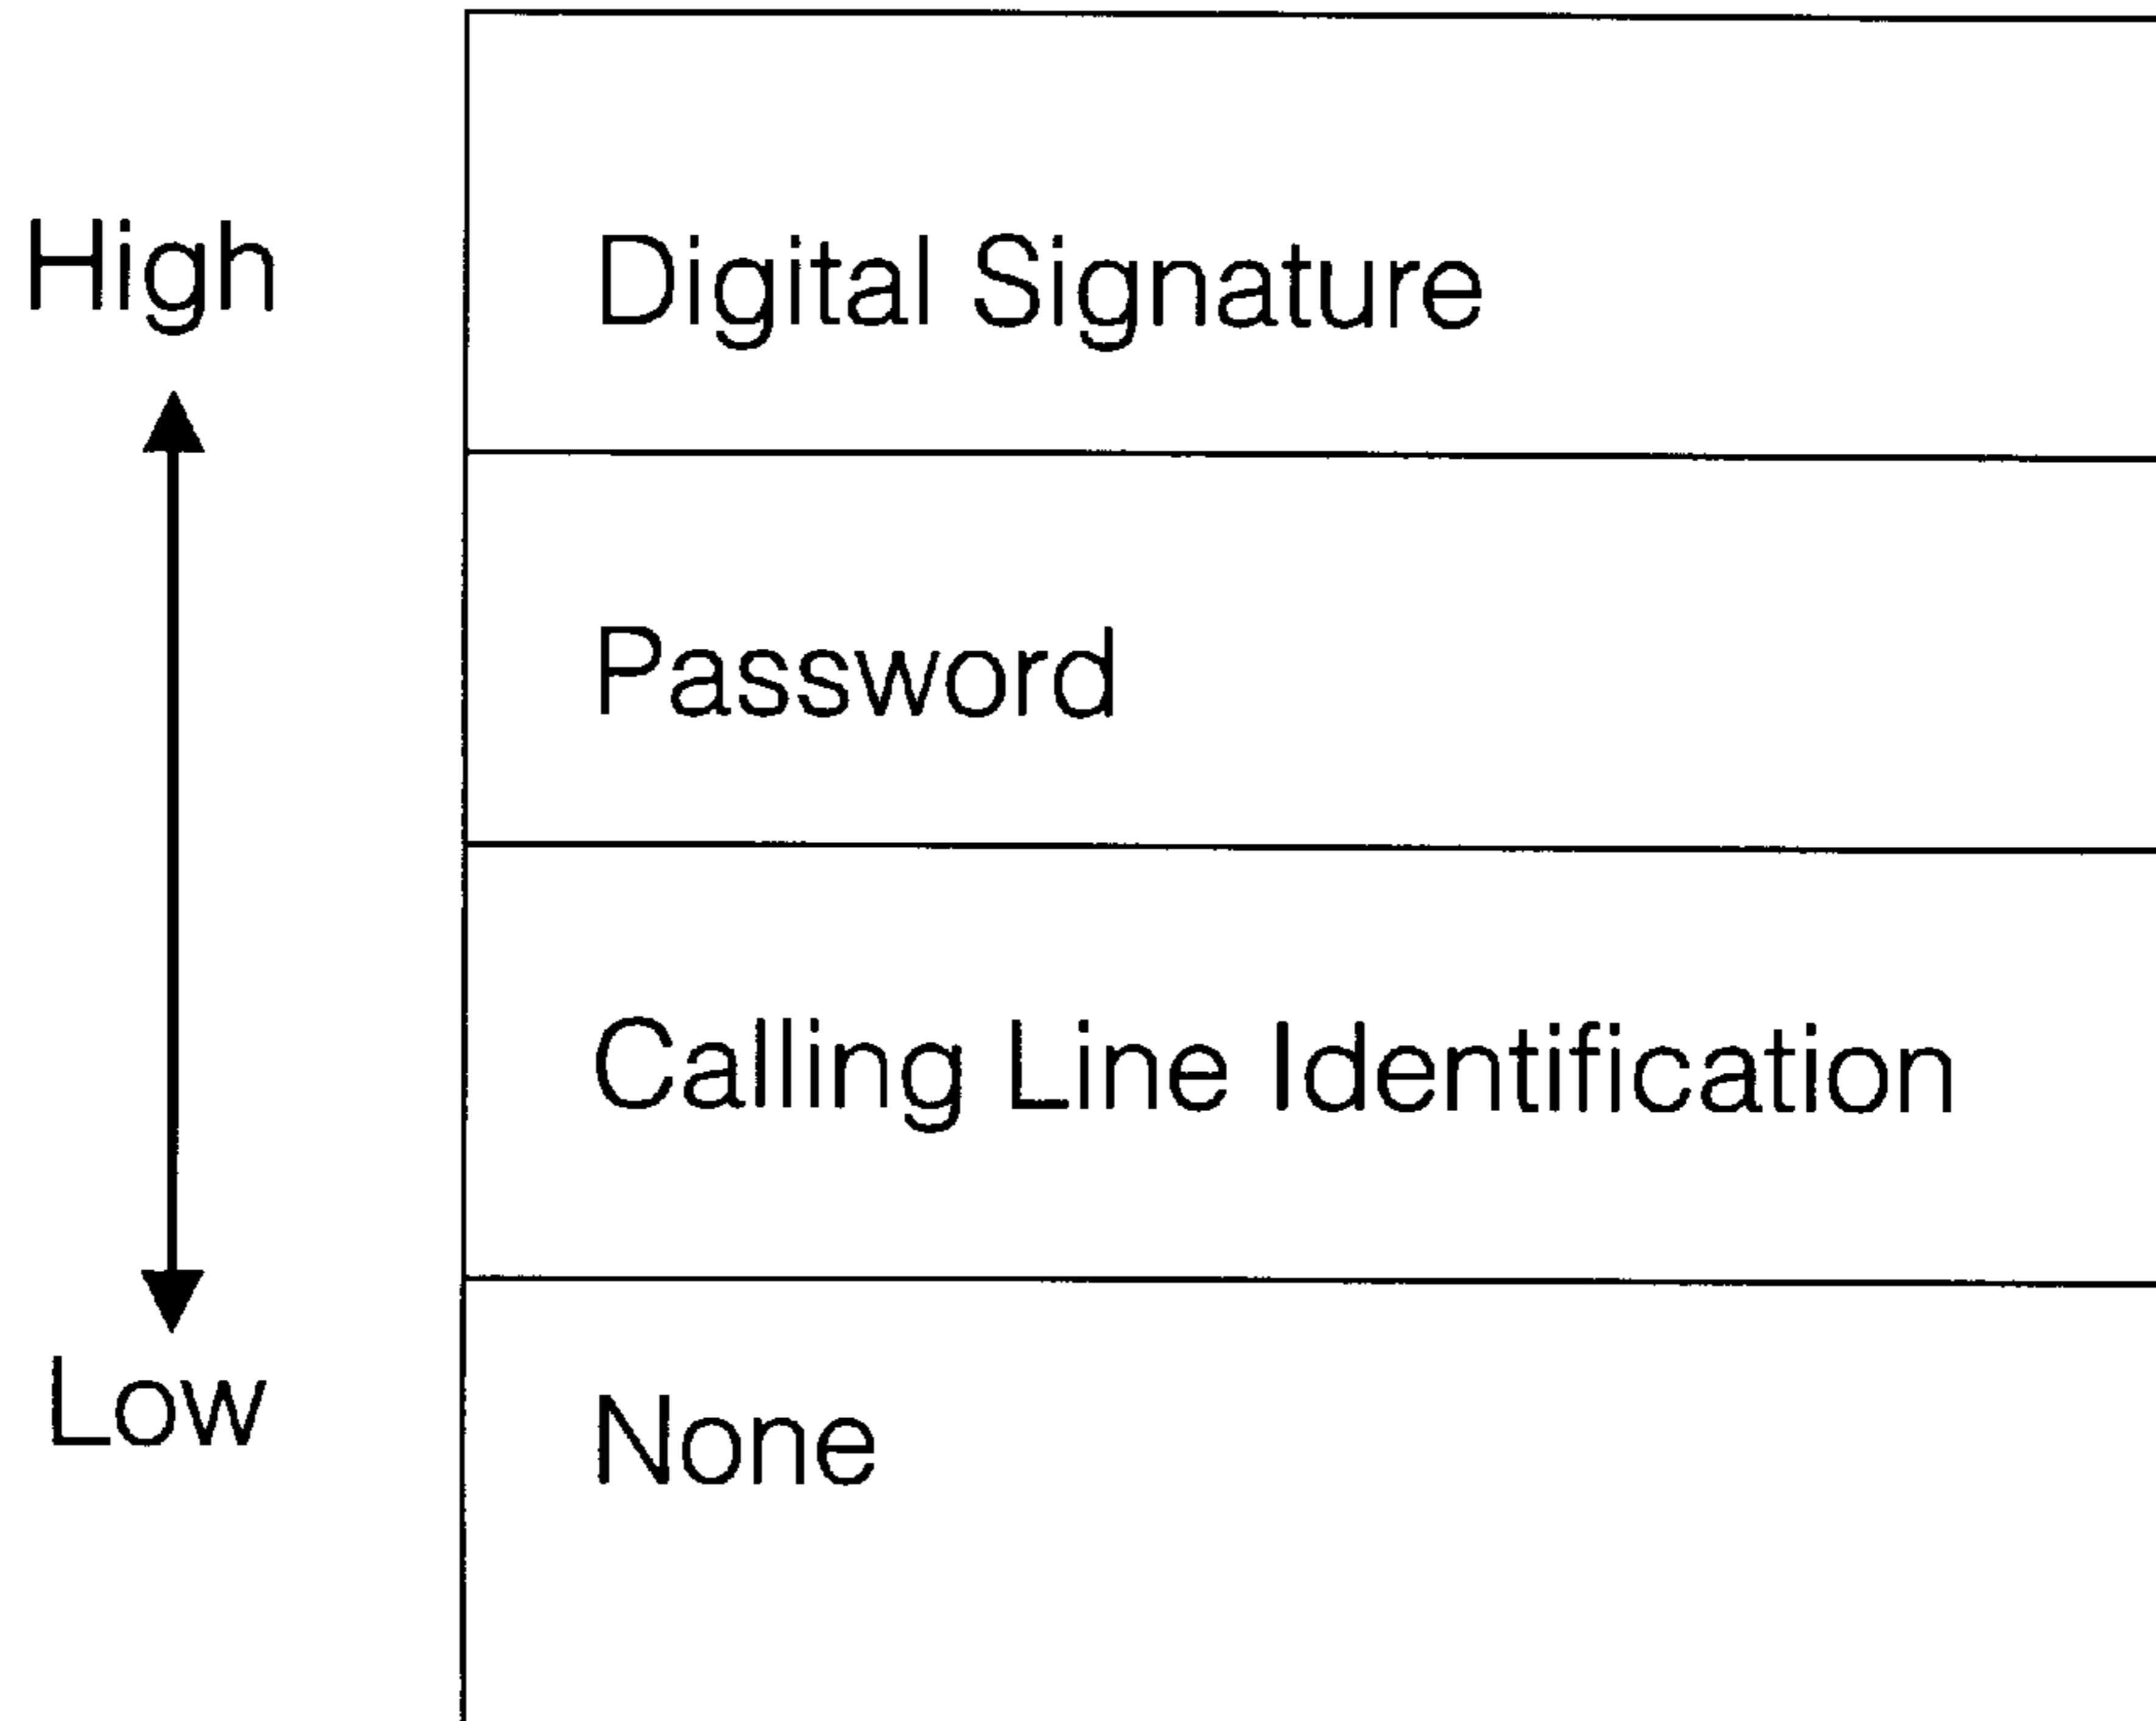 High
Digital Signature
Password
Calling Line Identification
Low
None